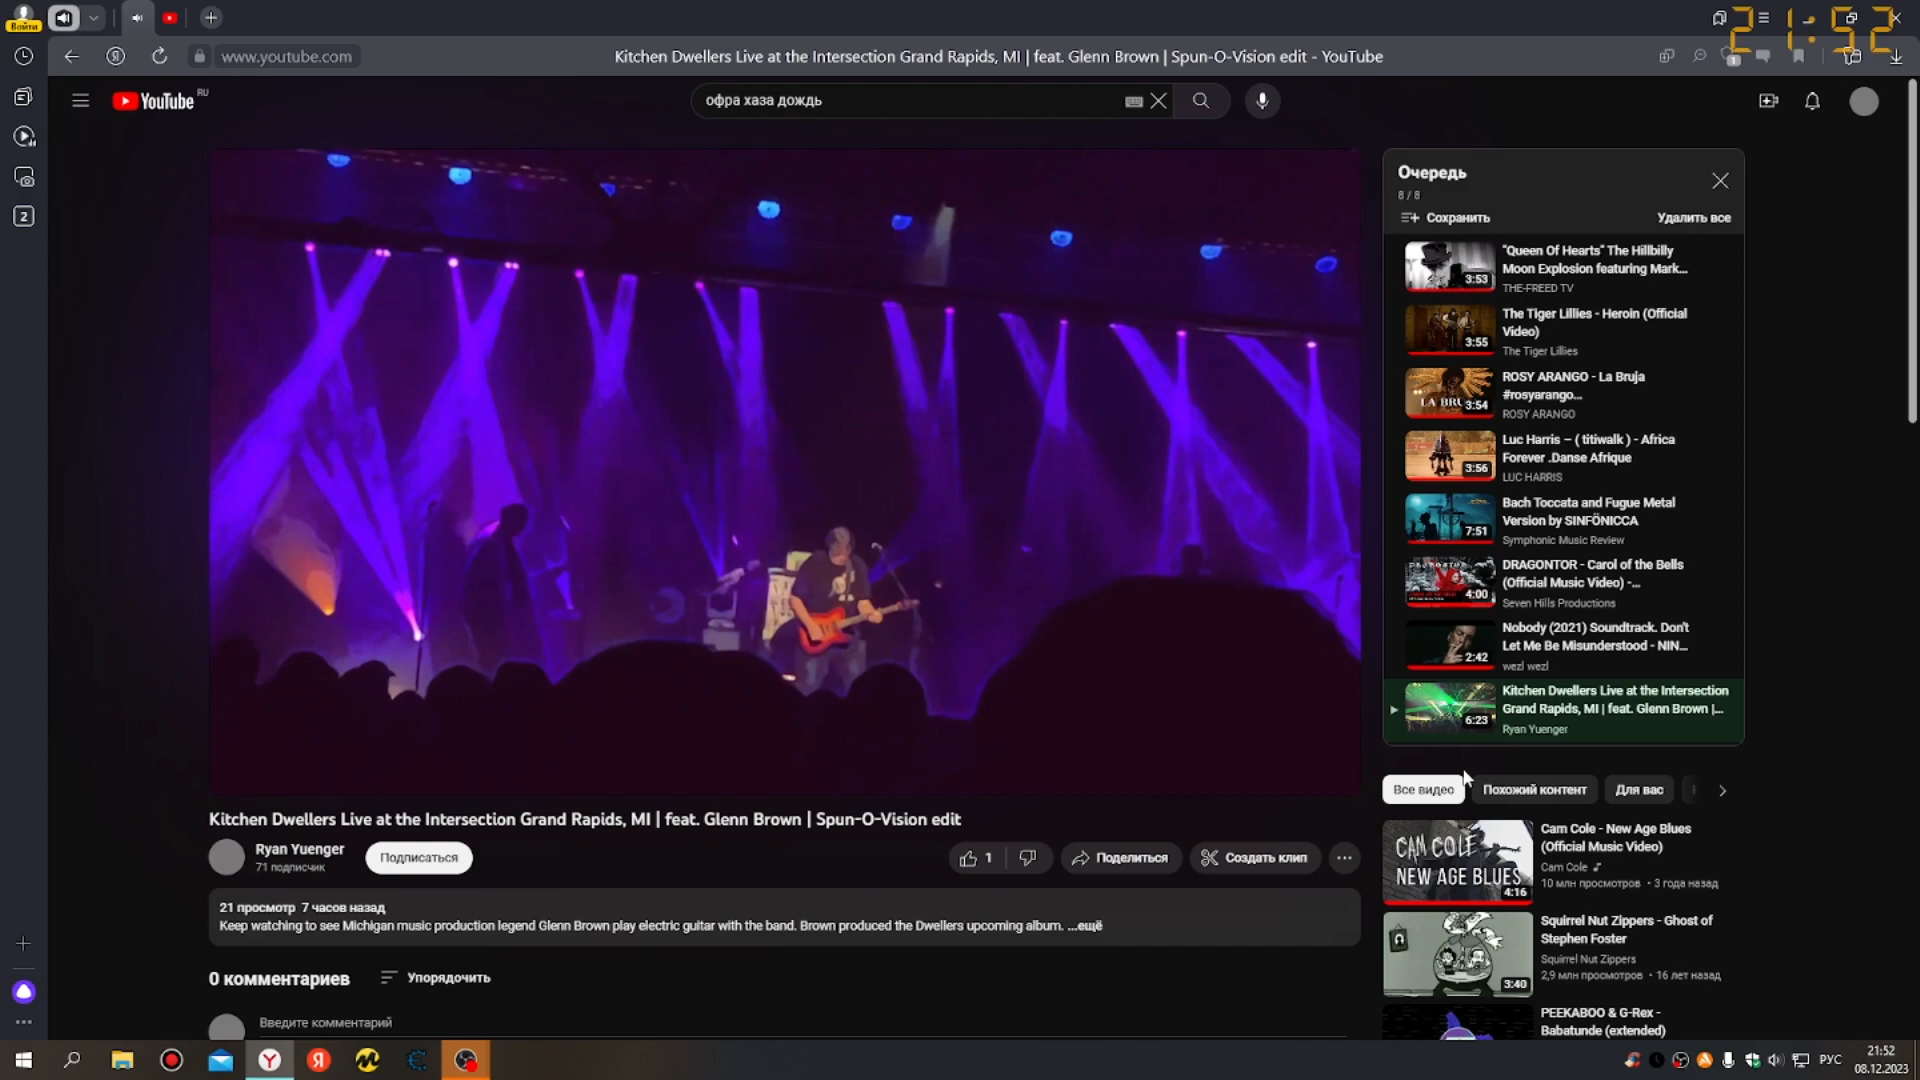 Войти
21:52
www.youtube.com
Kitchen Dwellers Live at the Intersection Grand Rapids, MI | feat. Glenn Brown | Spun-O-Vision edit - YouTube
1
2
YouTube
RU
офра хаза дождь
Очередь
8 / 8
Сохранить
Удалить все
3:53
"Queen Of Hearts" The Hillbilly
Moon Explosion featuring Mark...
THE-FREED TV
3:55
The Tiger Lillies - Heroin (Official
Video)
The Tiger Lillies
LA BRU
3:54
ROSY ARANGO - La Bruja
#rosyarango...
ROSY ARANGO
3:56
Luc Harris – ( titiwalk ) - Africa
Forever .Danse Afrique
LUC HARRIS
7:51
Bach Toccata and Fugue Metal
Version by SINFÖNICCA
Symphonic Music Review
4:00
DRAGONTOR - Carol of the Bells
(Official Music Video) -...
Seven Hills Productions
2:42
Nobody (2021) Soundtrack. Don't
Let Me Be Misunderstood - NIN...
wezl wezl
6:23
Kitchen Dwellers Live at the Intersection
Grand Rapids, MI | feat. Glenn Brown |...
Ryan Yuenger
Все видео
Похожий контент
Для вас
CAM COLE
NEW AGE BLUES
4:16
Cam Cole - New Age Blues
(Official Music Video)
Cam Cole
10 млн просмотров • 3 года назад
3:40
Squirrel Nut Zippers - Ghost of
Stephen Foster
Squirrel Nut Zippers
2,9 млн просмотров • 16 лет назад
PEEKABOO & G-Rex -
Babatunde (extended)
Kitchen Dwellers Live at the Intersection Grand Rapids, MI | feat. Glenn Brown | Spun-O-Vision edit
Ryan Yuenger
71 подписчик
Подписаться
1
Поделиться
Создать клип
21 просмотр 7 часов назад
Keep watching to see Michigan music production legend Glenn Brown play electric guitar with the band. Brown produced the Dwellers upcoming album. ...ещё
0 комментариев
Упорядочить
Введите комментарий
РУС
21:52
08.12.2023